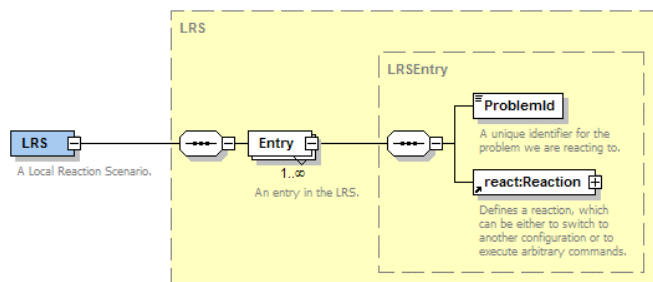 LRS
LRSEntry
LRS
A Local Reaction Scenario.
Entry
1..∞
An entry in the LRS.
ProblemId
A unique identifier for the
problem we are reacting to.
react:Reaction
Defines a reaction, which
can be either to switch to
another configuration or to
execute arbitrary commands.